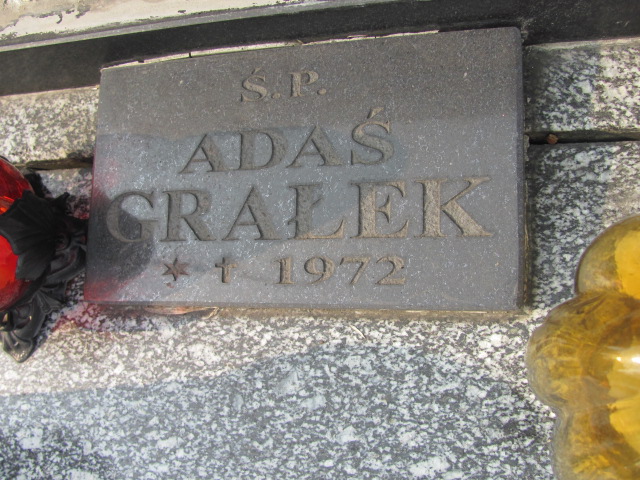 Ś.P.
ADAŚ
GRAŁEK
* † 1972